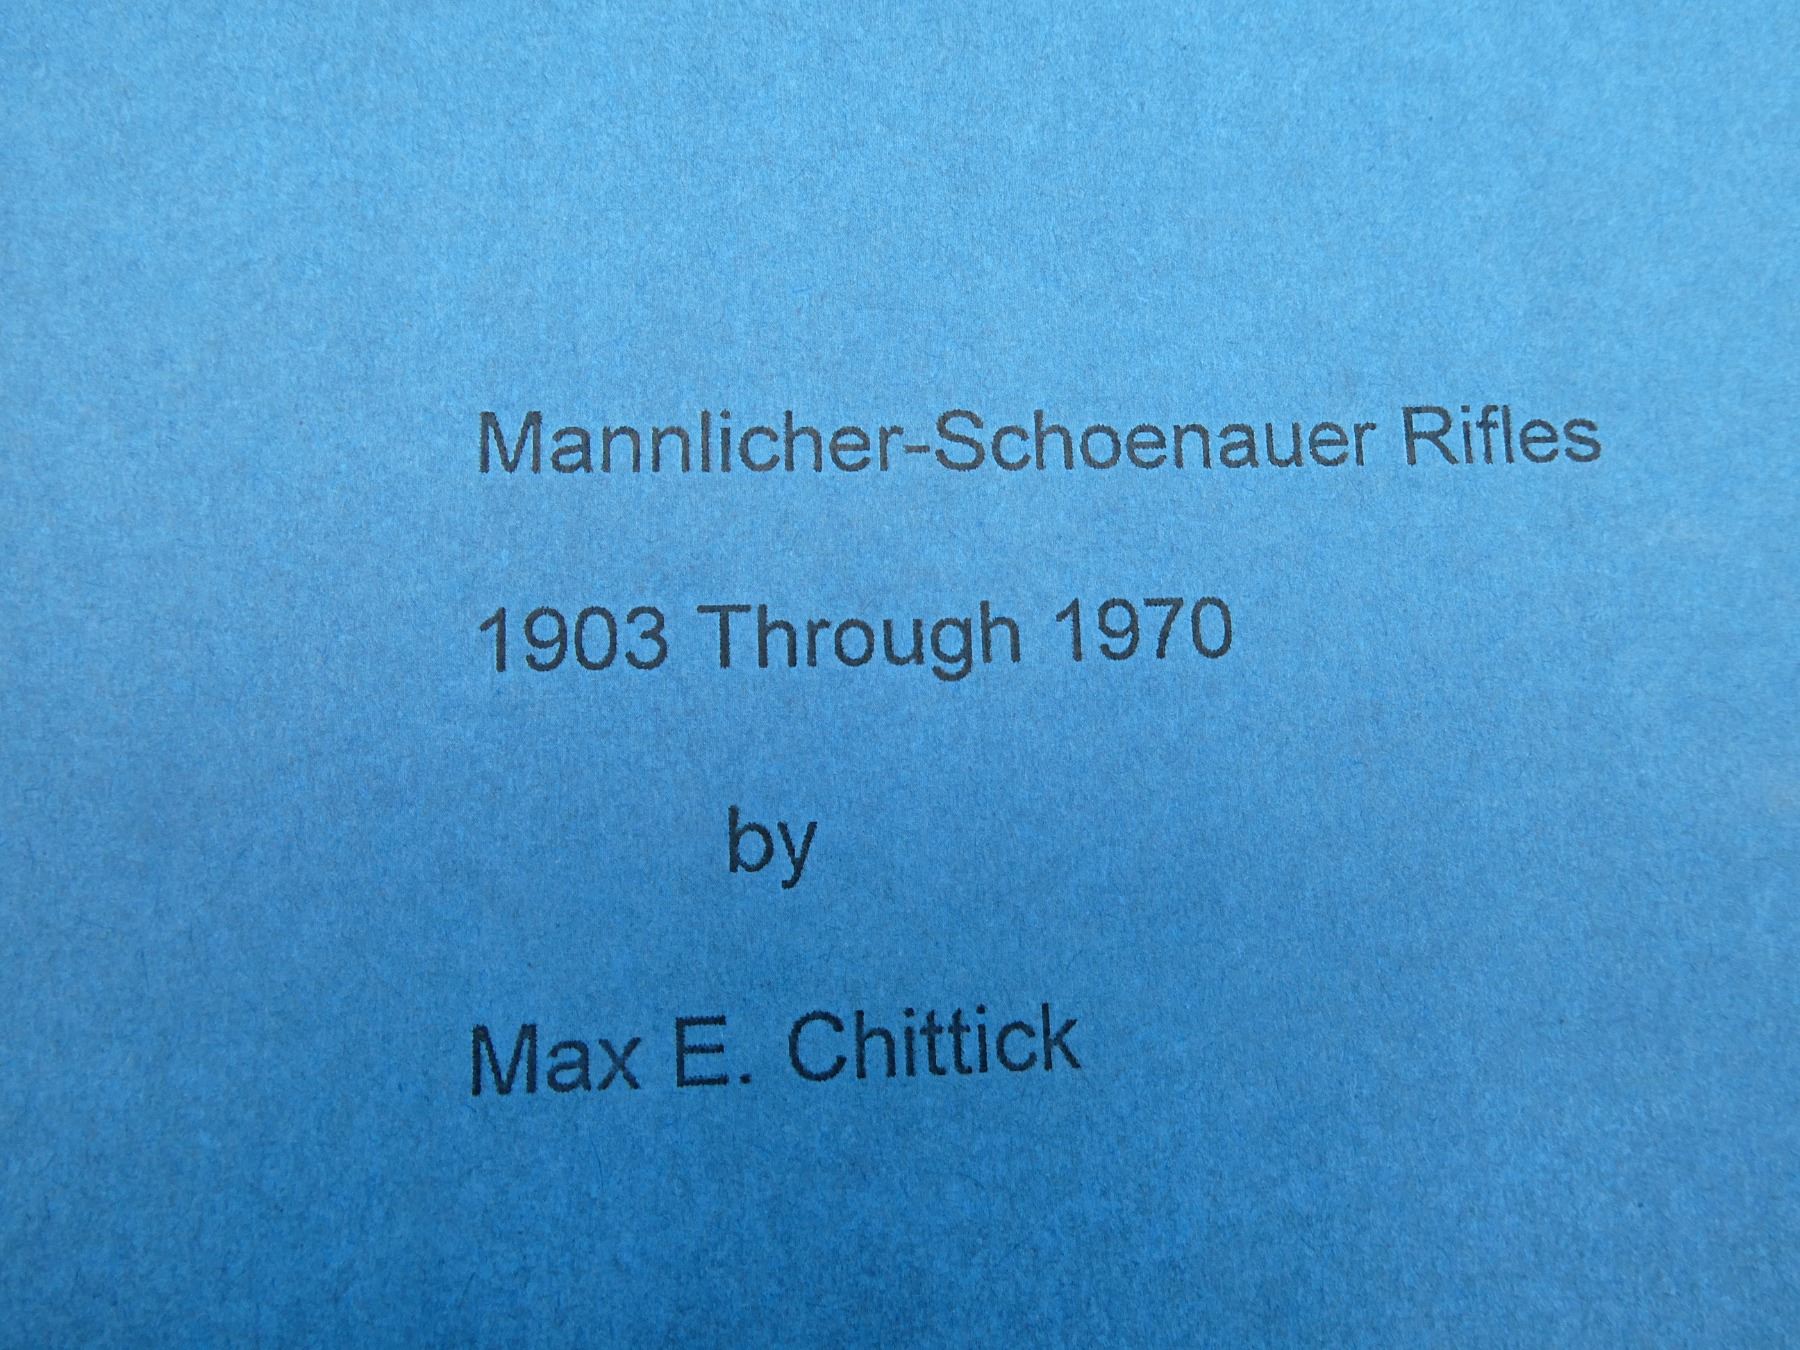 Mannlicher-Schoenauer Rifles
1903 Through 1970
by
Max E. Chittick